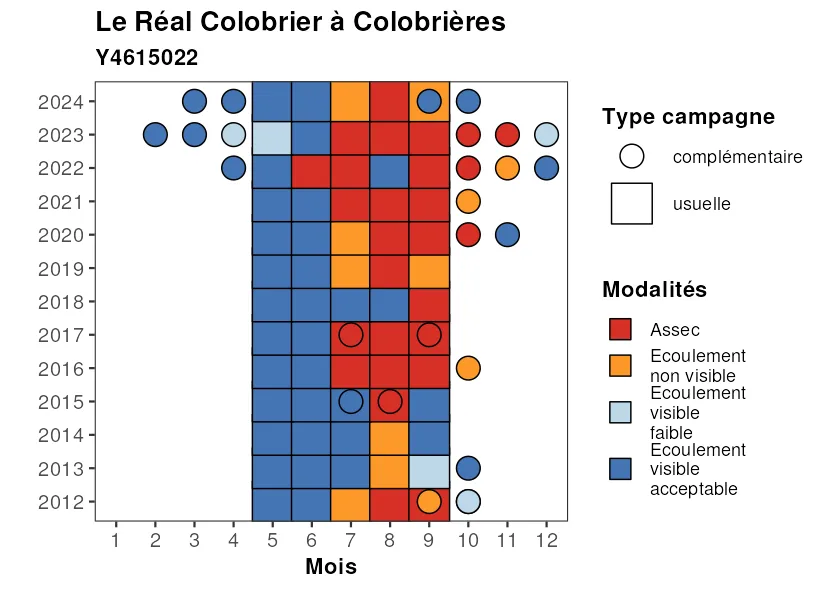 Le Réal Colobrier à Colobrières
Y4615022
2024
2023
2022
2021
2020
2019
2018
2017
2016
2015
2014
2013
2012
1 2 3 4 5 6 7 8 9 10 11 12
Mois
Type campagne
complémentaire
usuelle
Modalités
Assec
Ecoulement
non visible
Ecoulement
visible
faible
Ecoulement
visible
acceptable